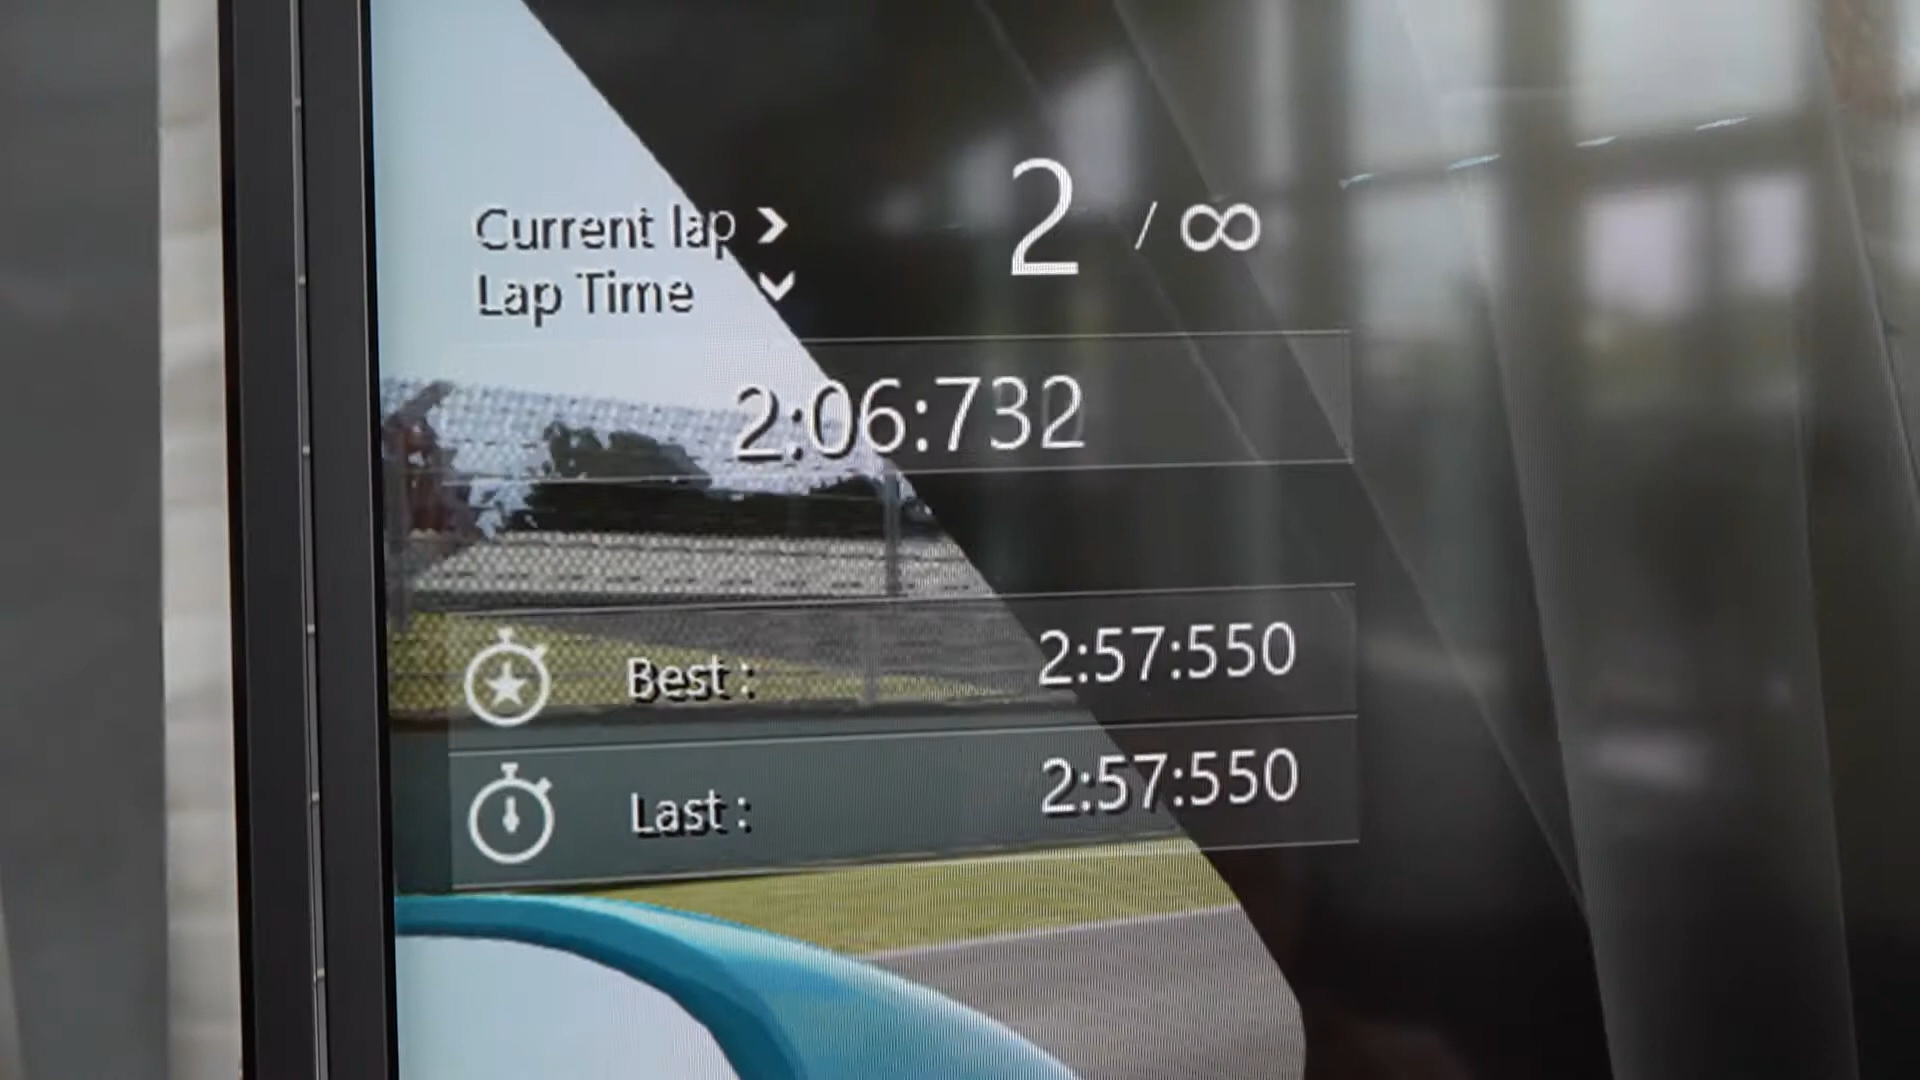 Current lap 2 / ∞
Lap Time
2:06:732
Best : 2:57:550
Last : 2:57:550